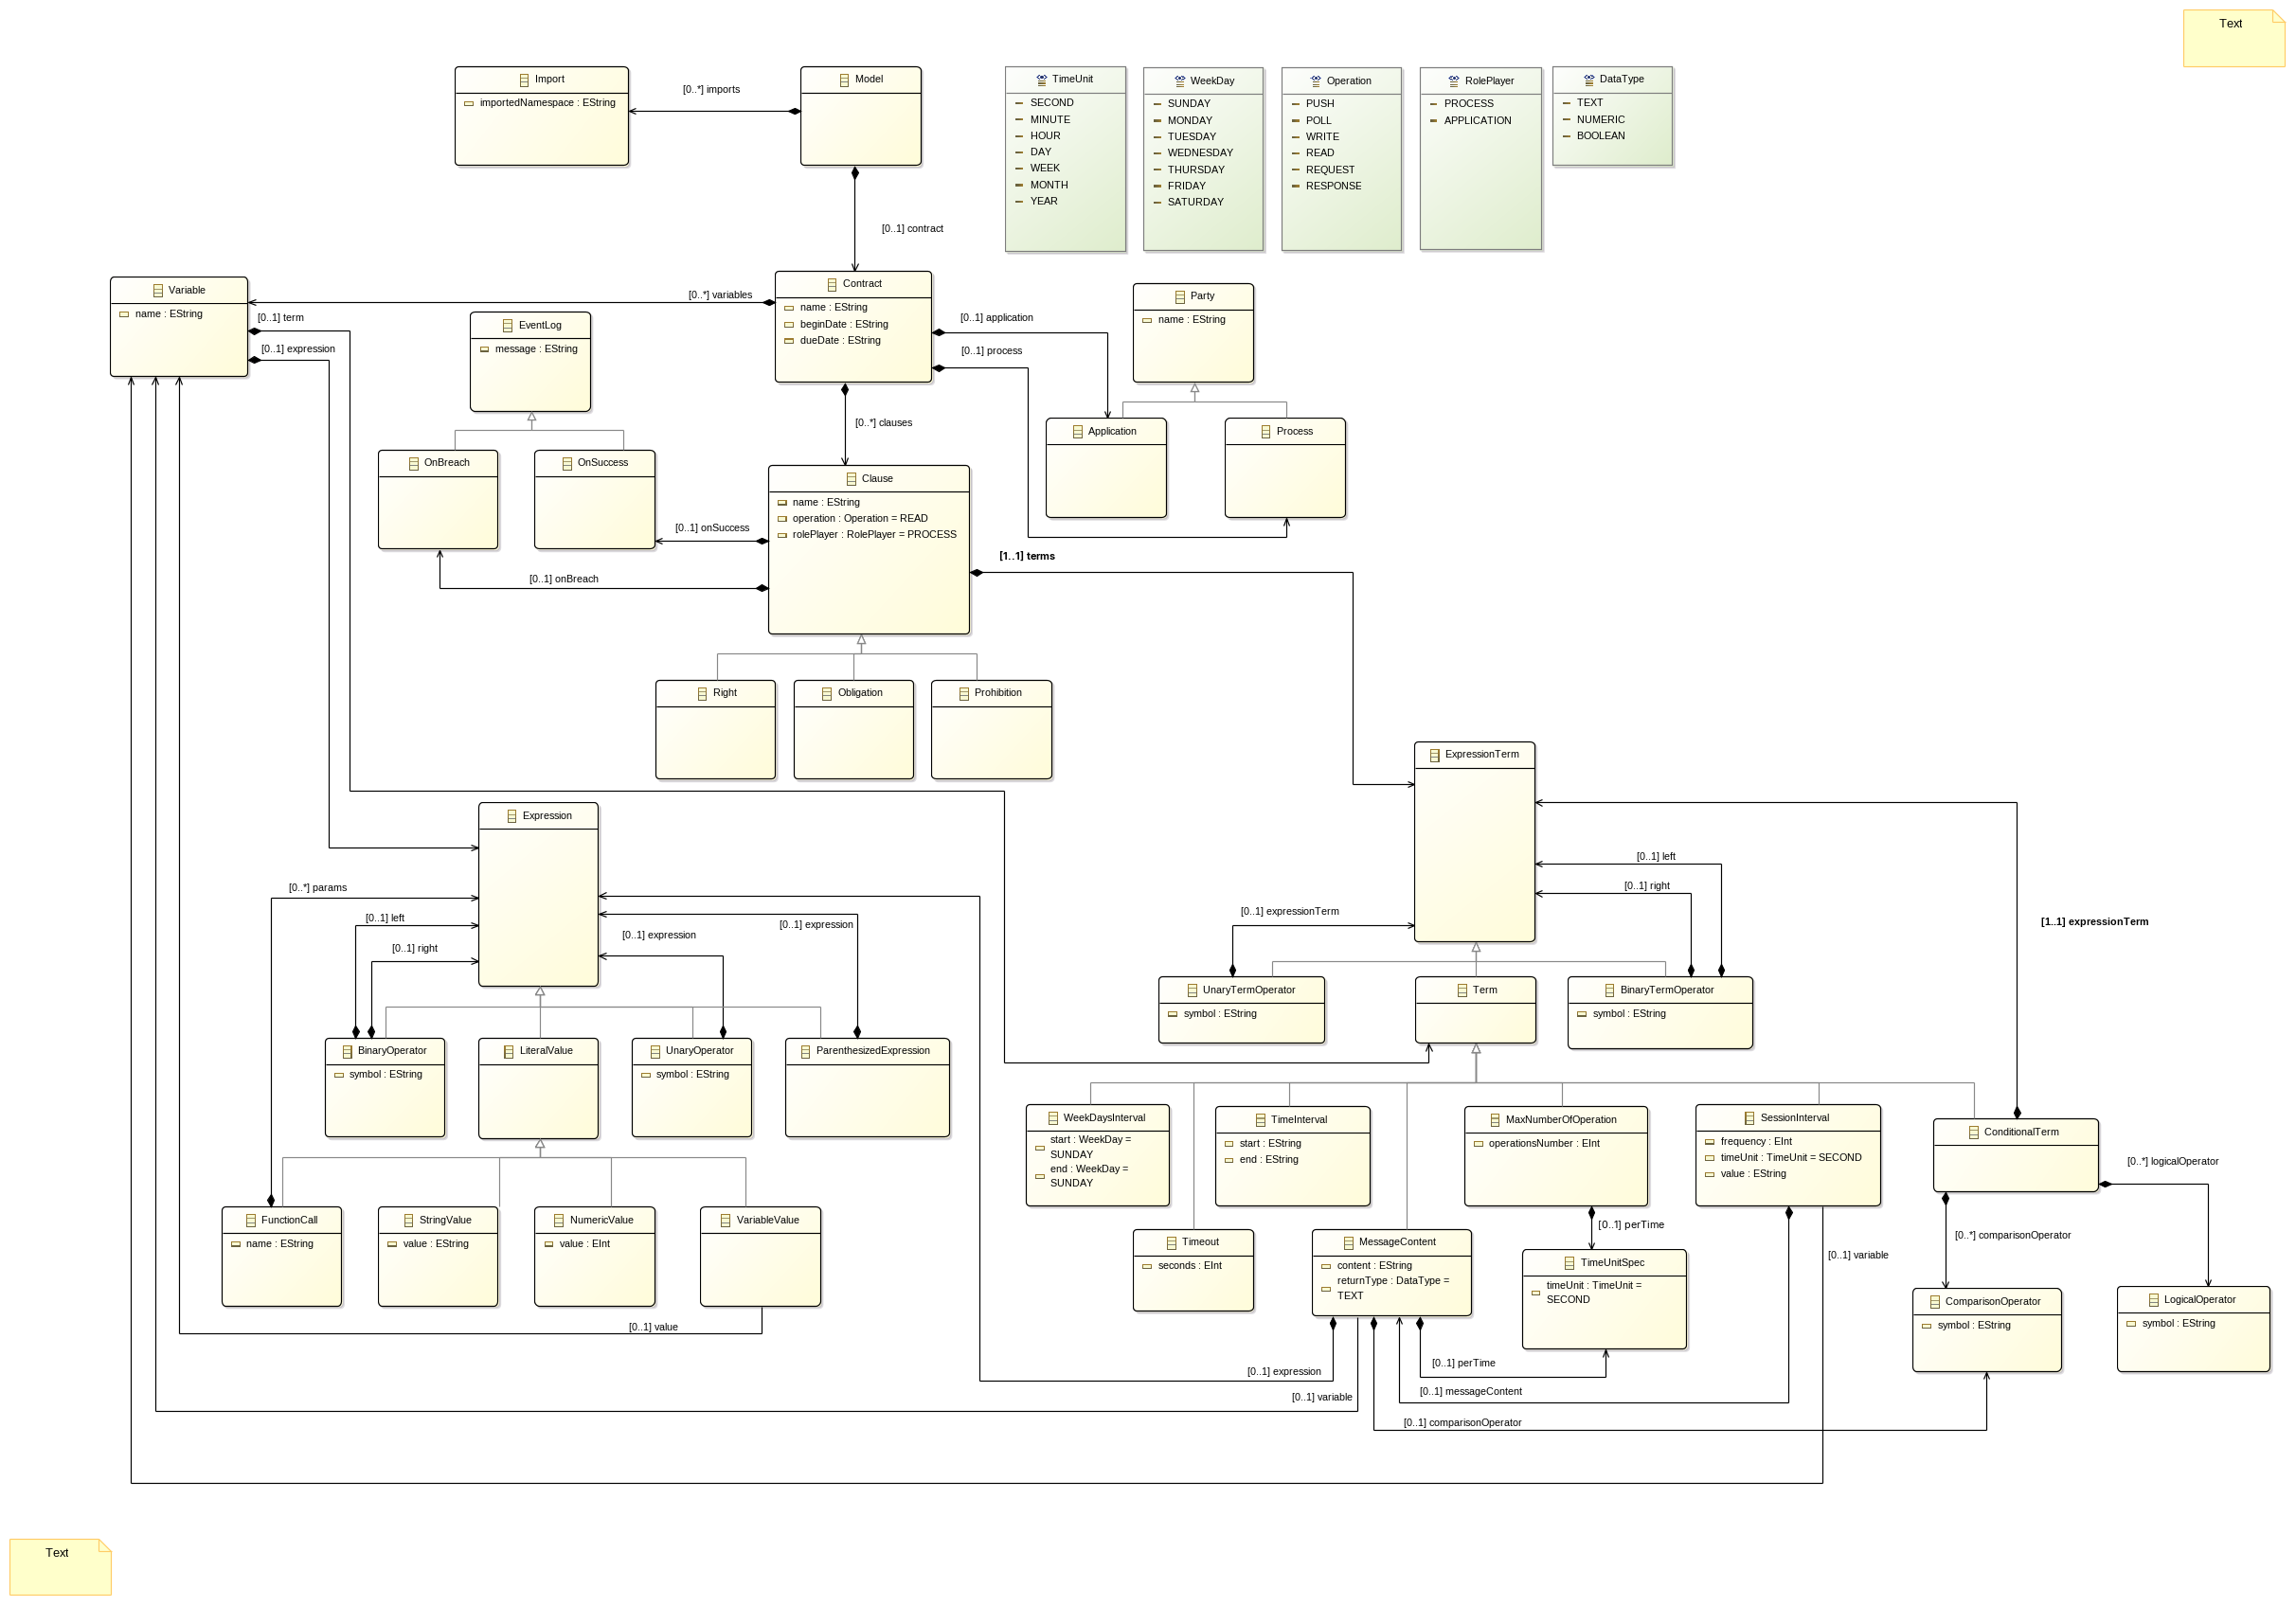 Text
Import
importedNamespace : EString
[0..*] imports
Model
TimeUnit
SECOND
MINUTE
HOUR
DAY
WEEK
MONTH
YEAR
WeekDay
SUNDAY
MONDAY
TUESDAY
WEDNESDAY
THURSDAY
FRIDAY
SATURDAY
Operation
PUSH
POLL
WRITE
READ
REQUEST
RESPONSE
RolePlayer
PROCESS
APPLICATION
DataType
TEXT
NUMERIC
BOOLEAN
[0..1] contract
Variable
name : EString
[0..*] variables
[0..1] term
[0..1] expression
EventLog
message : EString
Contract
name : EString
beginDate : EString
dueDate : EString
[0..1] application
[0..1] process
Party
name : EString
[0..*] clauses
Application
Process
OnBreach
OnSuccess
Clause
name : EString
operation : Operation = READ
rolePlayer : RolePlayer = PROCESS
[0..1] onSuccess
[0..1] onBreach
[1..1] terms
Right
Obligation
Prohibition
ExpressionTerm
Expression
[0..*] params
[0..1] left
[0..1] right
[0..1] expression
[0..1] expression
[0..1] left
[0..1] right
[0..1] expressionTerm
[1..1] expressionTerm
UnaryTermOperator
symbol : EString
Term
BinaryTermOperator
symbol : EString
BinaryOperator
symbol : EString
LiteralValue
UnaryOperator
symbol : EString
ParenthesizedExpression
WeekDaysInterval
start : WeekDay =
SUNDAY
end : WeekDay =
SUNDAY
TimeInterval
start : EString
end : EString
MaxNumberOfOperation
operationsNumber : EInt
SessionInterval
frequency : EInt
timeUnit : TimeUnit = SECOND
value : EString
ConditionalTerm
[0..*] logicalOperator
[0..*] comparisonOperator
FunctionCall
name : EString
StringValue
value : EString
NumericValue
value : EInt
VariableValue
Timeout
seconds : EInt
MessageContent
content : EString
returnType : DataType =
TEXT
[0..1] perTime
TimeUnitSpec
timeUnit : TimeUnit =
SECOND
[0..1] variable
ComparisonOperator
symbol : EString
LogicalOperator
symbol : EString
[0..1] value
[0..1] expression
[0..1] perTime
[0..1] variable
[0..1] messageContent
[0..1] comparisonOperator
Text